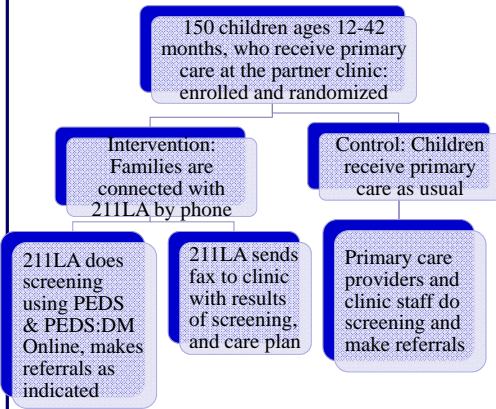 150 children ages 12-42
months, who receive primary
care at the partner clinic:
enrolled and randomized
Intervention:
Families are
connected with
211LA by phone
Control: Children
receive primary
care as usual
211LA does
screening
using PEDS
& PEDS:DM
Online, makes
referrals as
indicated
211LA sends
fax to clinic
with results
of screening,
and care plan
Primary care
providers and
clinic staff do
screening and
make referrals